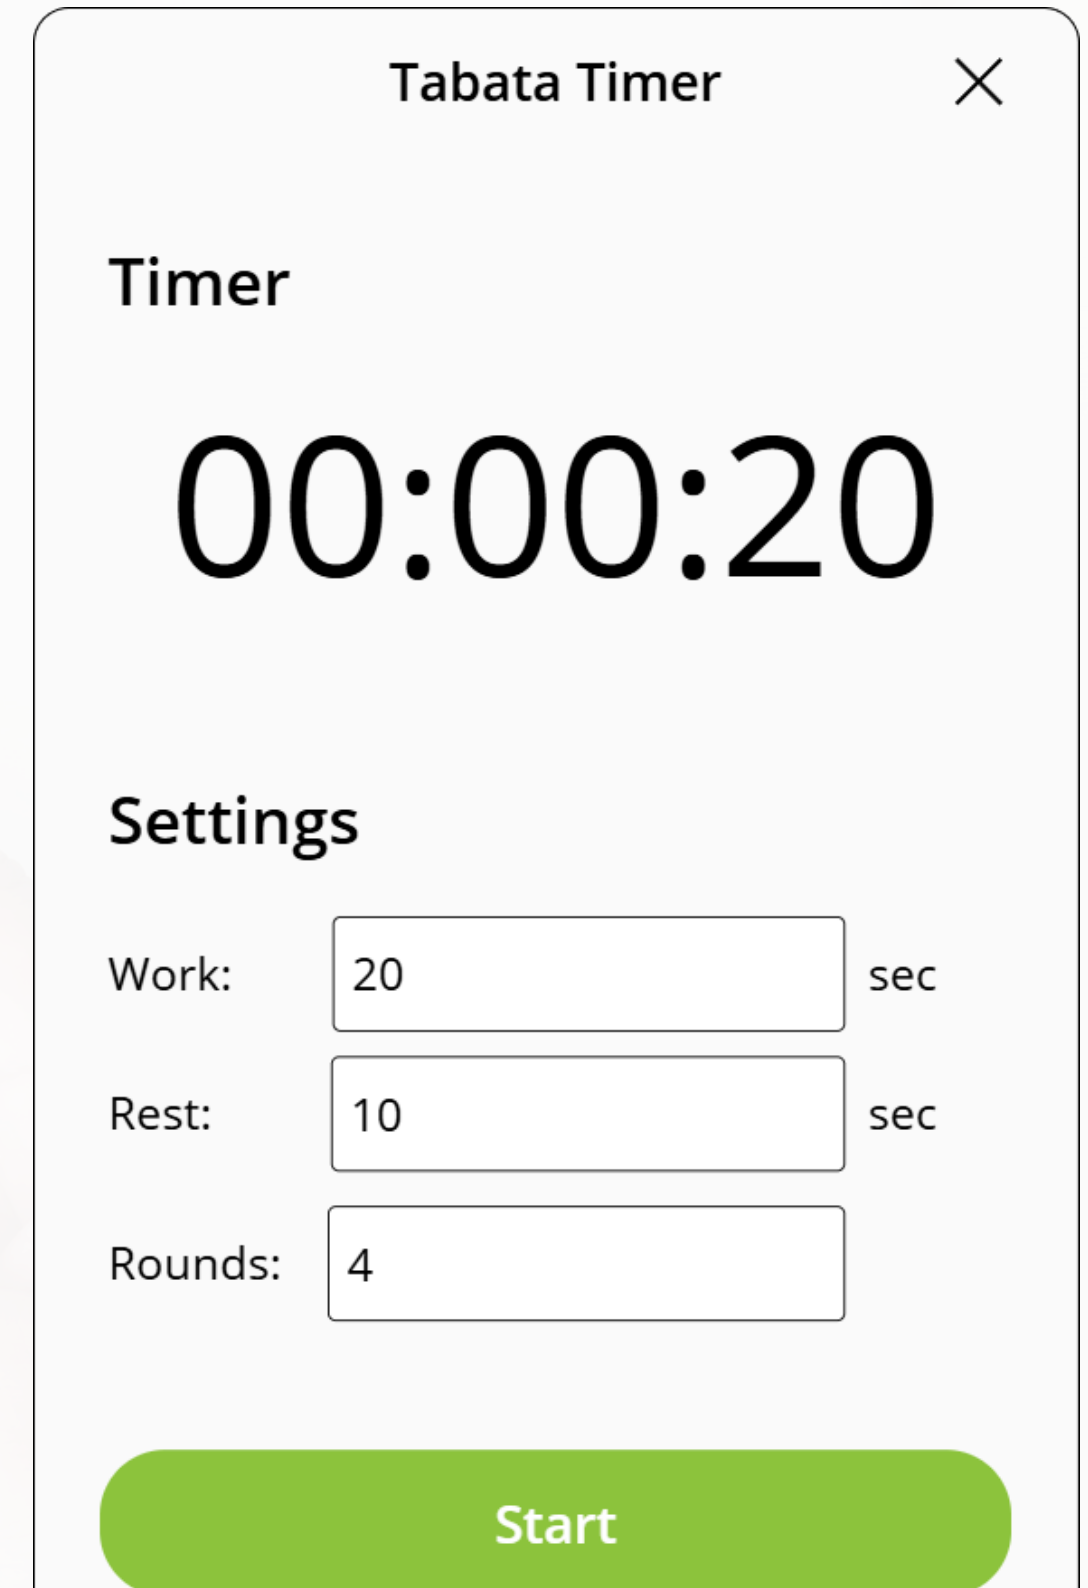 Tabata Timer
Timer
00:00:20
Settings
Work: 20 sec
Rest: 10 sec
Rounds: 4
Start